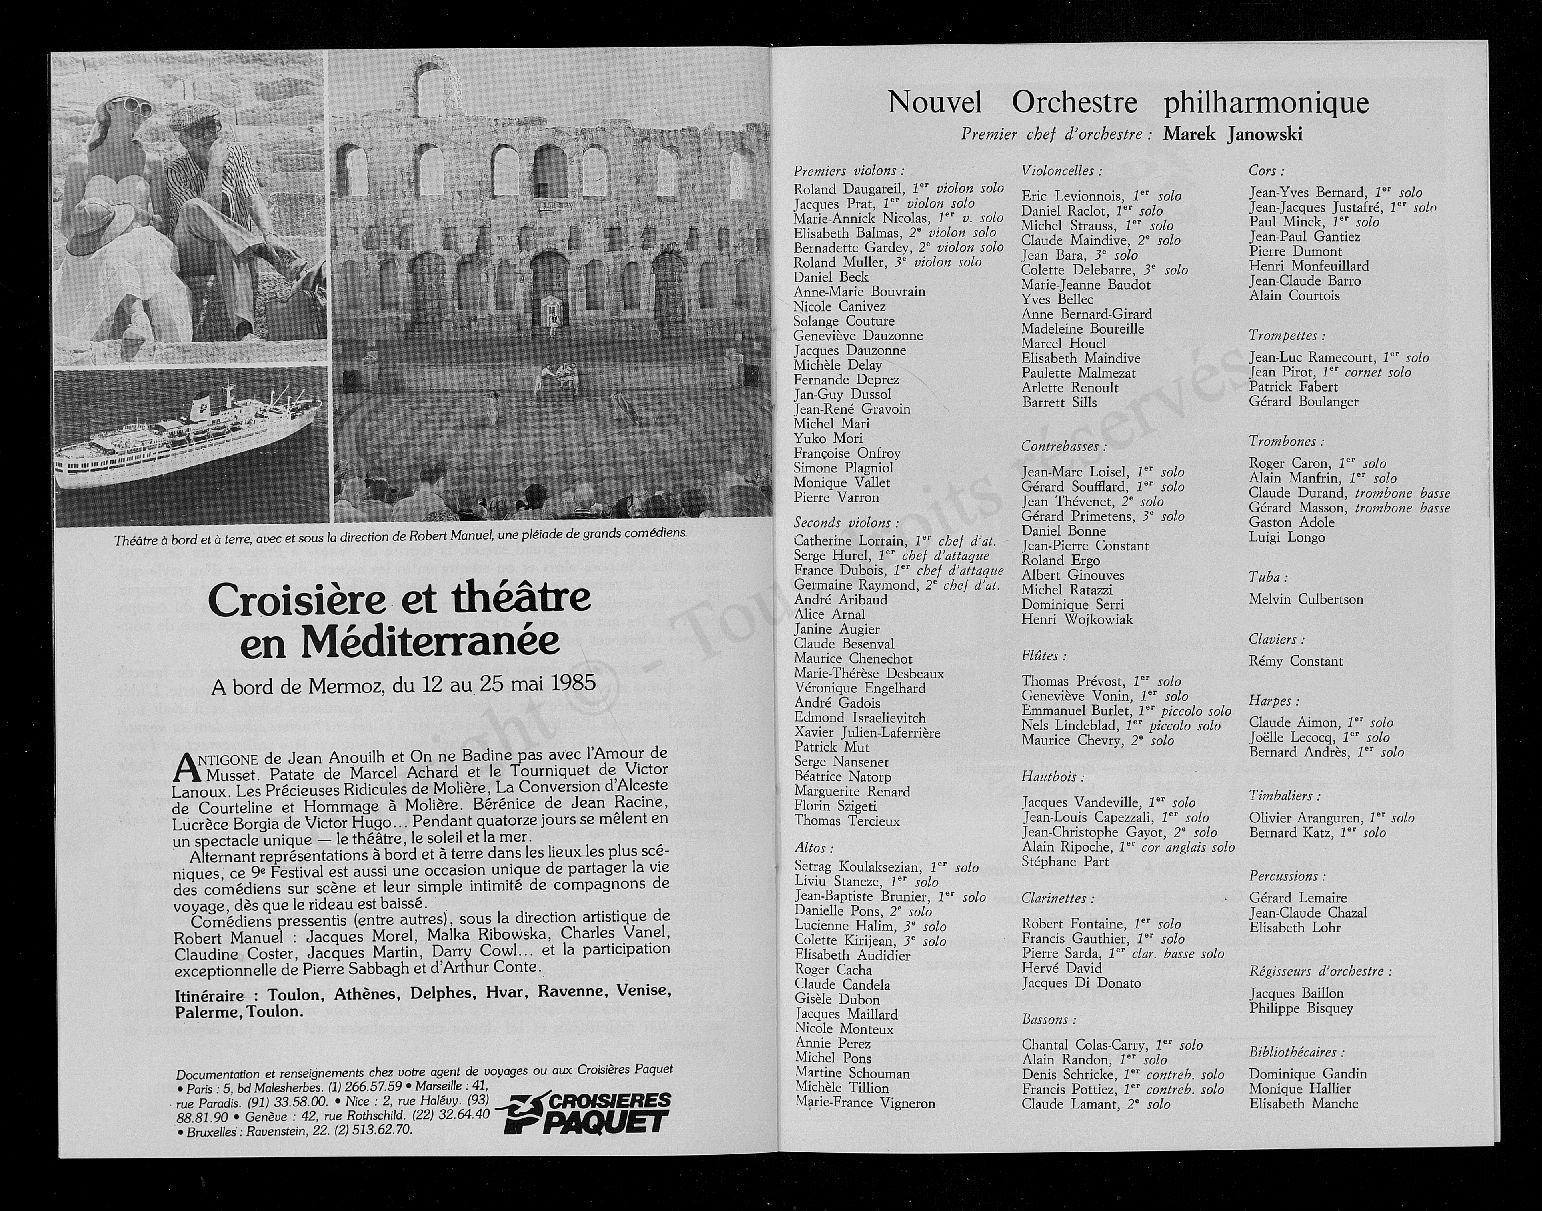 Théâtre à bord et à terre, avec et sous la direction de Robert Manuel, une pléiade de grands comédiens.
Croisière et théâtre
en Méditerranée
A bord de Mermoz, du 12 au 25 mai 1985
ANTIGONE de Jean Anouilh et On ne Badine pas avec l'Amour de
Musset. Patate de Marcel Achard et le Tourniquet de Victor
Lanoux. Les Précieuses Ridicules de Molière, La Conversion d'Alceste
de Courteline et Hommage à Molière. Bérénice de Jean Racine,
Lucrèce Borgia de Victor Hugo... Pendant quatorze jours se mêlent en
un spectacle unique — le théâtre, le soleil et la mer.
Alternant représentations à bord et à terre dans les lieux les plus scé-
niques, ce 9e Festival est aussi une occasion unique de partager la vie
des comédiens sur scène et leur simple intimité de compagnons de
voyage, dès que le rideau est baissé.
Comédiens pressentis (entre autres), sous la direction artistique de
Robert Manuel : Jacques Morel, Malka Ribowska, Charles Vanel,
Claudine Coster, Jacques Martin, Darry Cowl... et la participation
exceptionnelle de Pierre Sabbagh et d'Arthur Conte.
Itinéraire : Toulon, Athènes, Delphes, Hvar, Ravenne, Venise,
Palerme, Toulon.
Documentation et renseignements chez votre agent de voyages ou aux Croisières Paquet
• Paris : 5, bd Malesherbes. (1) 266.57.59 • Marseille : 41,
rue Paradis. (91) 33.58.00. • Nice : 2, rue Halévy. (93)
88.81.90 • Genève : 42, rue Rothschild. (22) 32.64.40
• Bruxelles : Ravenstein, 22. (2) 513.62.70.
CROISIERES
PAQUET
Nouvel Orchestre philharmonique
Premier chef d'orchestre : Marek Janowski
Premiers violons :
Roland Daugareil, 1er violon solo
Jacques Prat, 1er violon solo
Marie-Annick Nicolas, 1er v. solo
Elisabeth Balmas, 2e violon solo
Bernadette Gardey, 2e violon solo
Roland Muller, 3e violon solo
Daniel Beck
Anne-Marie Bouvrain
Nicole Canivez
Solange Couture
Geneviève Dauzonne
Jacques Dauzonne
Michèle Delay
Fernande Deprez
Jan-Guy Dussol
Jean-René Gravoin
Michel Mari
Yuko Mori
Françoise Onfroy
Simone Plagniol
Monique Vallet
Pierre Varron
Seconds violons :
Catherine Lorrain, 1er chef d'at.
Serge Hurel, 1er chef d'attaque
France Dubois, 1er chef d'attaque
Germaine Raymond, 2e chef d'at.
André Aribaud
Alice Arnal
Janine Augier
Claude Besenval
Maurice Chenechot
Marie-Thérèse Desbeaux
Véronique Engelhard
André Gadois
Edmond Israelievitch
Xavier Julien-Laferrière
Patrick Mut
Serge Nansenet
Béatrice Natorp
Marguerite Renard
Florin Szigeti
Thomas Tercieux
Altos :
Setrag Koulaksezian, 1er solo
Liviu Stanese, 1er solo
Jean-Baptiste Brunier, 1er solo
Danielle Pons, 2e solo
Lucienne Halim, 3e solo
Colette Kirijean, 3e solo
Elisabeth Audidier
Roger Cacha
Claude Candela
Gisèle Dubon
Jacques Maillard
Nicole Monteux
Annie Perez
Michel Pons
Martine Schouman
Michèle Tillion
Marie-France Vigneron
Violoncelles :
Eric Levionnois, 1er solo
Daniel Raclot, 1er solo
Michel Strauss, 1er solo
Claude Maindive, 2e solo
Jean Bara, 3e solo
Colette Delebarre, 3e solo
Marie-Jeanne Baudot
Yves Bellec
Anne Bernard-Girard
Madeleine Boureille
Marcel Houel
Elisabeth Maindive
Paulette Malmezat
Arlette Renoult
Barrett Sills
Contrebasses :
Jean-Marc Loisel, 1er solo
Gérard Soufflard, 1er solo
Jean Thévenet, 2e solo
Gérard Primetens, 3e solo
Daniel Bonne
Jean-Pierre Constant
Roland Ergo
Albert Ginouves
Michel Ratazzi
Dominique Serri
Henri Wojkowiak
Flûtes :
Thomas Prévost, 1er solo
Geneviève Vonin, 1er solo
Emmanuel Burlet, 1er piccolo solo
Nels Lindeblad, 1er piccolo solo
Maurice Chevry, 2e solo
Hautbois :
Jacques Vandeville, 1er solo
Jean-Louis Capezzali, 1er solo
Jean-Christophe Gayot, 2e solo
Alain Ripoche, 1er cor anglais solo
Stéphane Part
Clarinettes :
Robert Fontaine, 1er solo
Francis Gauthier, 1er solo
Pierre Sarda, 1er clar. basse solo
Hervé David
Jacques Di Donato
Bassons :
Chantal Colas-Carry, 1er solo
Alain Randon, 1er solo
Denis Schricke, 1er contreb. solo
Francis Pottiez, 1er contreb. solo
Claude Lamant, 2e solo
Cors :
Jean-Yves Bernard, 1er solo
Jean-Jacques Justafré, 1er solo
Paul Minck, 1er solo
Jean-Paul Gantiez
Pierre Dumont
Henri Monfeuillard
Jean-Claude Barro
Alain Courtois
Trompettes :
Jean-Luc Ramecourt, 1er solo
Jean Pirot, 1er cornet solo
Patrick Fabert
Gérard Boulanger
Trombones :
Roger Caron, 1er solo
Alain Manfrin, 1er solo
Claude Durand, trombone basse
Gérard Masson, trombone basse
Gaston Adole
Luigi Longo
Tuba :
Melvin Culbertson
Claviers :
Rémy Constant
Harpes :
Claude Aimon, 1er solo
Joëlle Lecocq, 1er solo
Bernard Andrès, 1er solo
Timbaliers :
Olivier Aranguren, 1er solo
Bernard Katz, 1er solo
Percussions :
Gérard Lemaire
Jean-Claude Chazal
Elisabeth Lohr
Régisseurs d'orchestre :
Jacques Baillon
Philippe Bisquey
Bibliothécaires :
Dominique Gandin
Monique Hallier
Elisabeth Manche